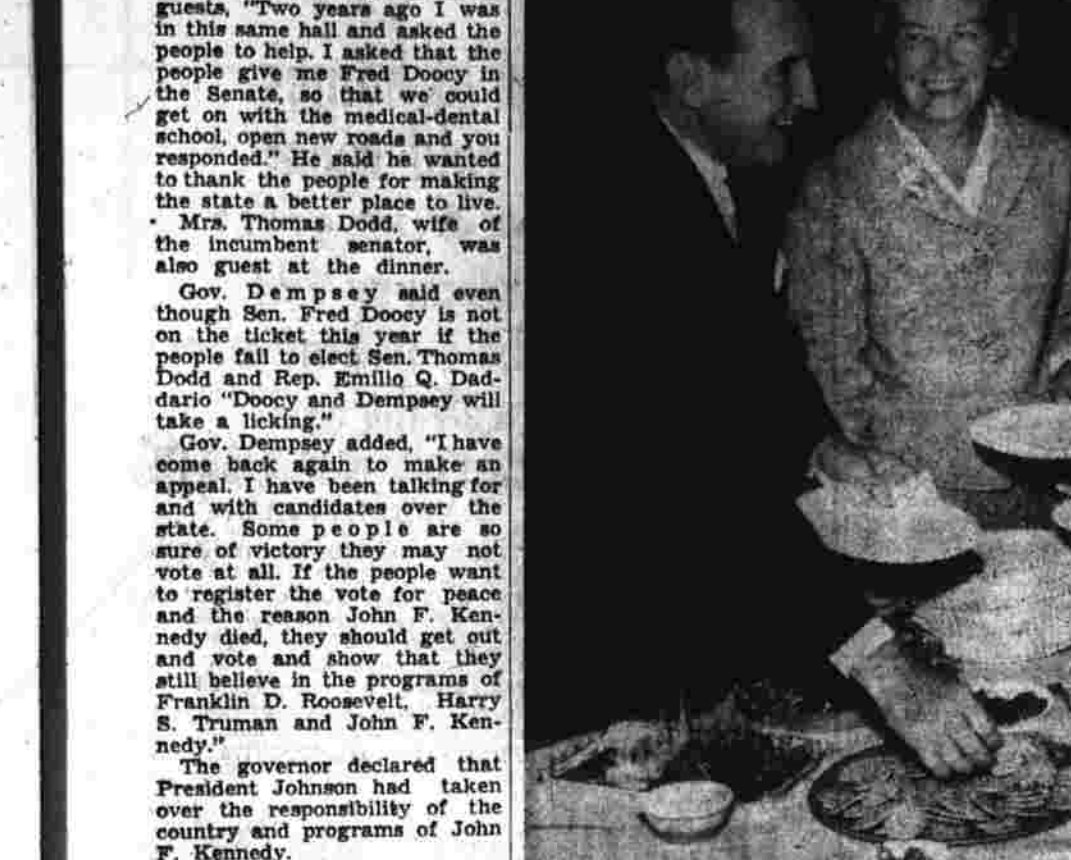 guests, "Two years ago I was
in this same hall and asked the
people to help. I asked that the
people give me Fred Doocy in
the Senate, so that we could
get on with the medical-dental
school, open new roads and you
responded." He said he wanted
to thank the people for making
the state a better place to live.
Mrs. Thomas Dodd, wife of
the incumbent senator, was
also guest at the dinner.
Gov. Dempsey said even
though Sen. Fred Doocy is not
on the ticket this year if the
people fail to elect Sen. Thomas
Dodd and Rep. Emilio Q. Dad-
dario "Doocy and Dempsey will
take a licking."
Gov. Dempsey added, "I have
come back again to make an
appeal. I have been talking for
and with candidates over the
state. Some people are so
sure of victory they may not
vote at all. If the people want
to register the vote for peace
and the reason John F. Ken-
nedy died, they should get out
and vote and show that they
still believe in the programs of
Franklin D. Roosevelt, Harry
S. Truman and John F. Ken-
nedy."
The governor declared that
President Johnson had taken
over the responsibility of the
country and programs of John
F. Kennedy.